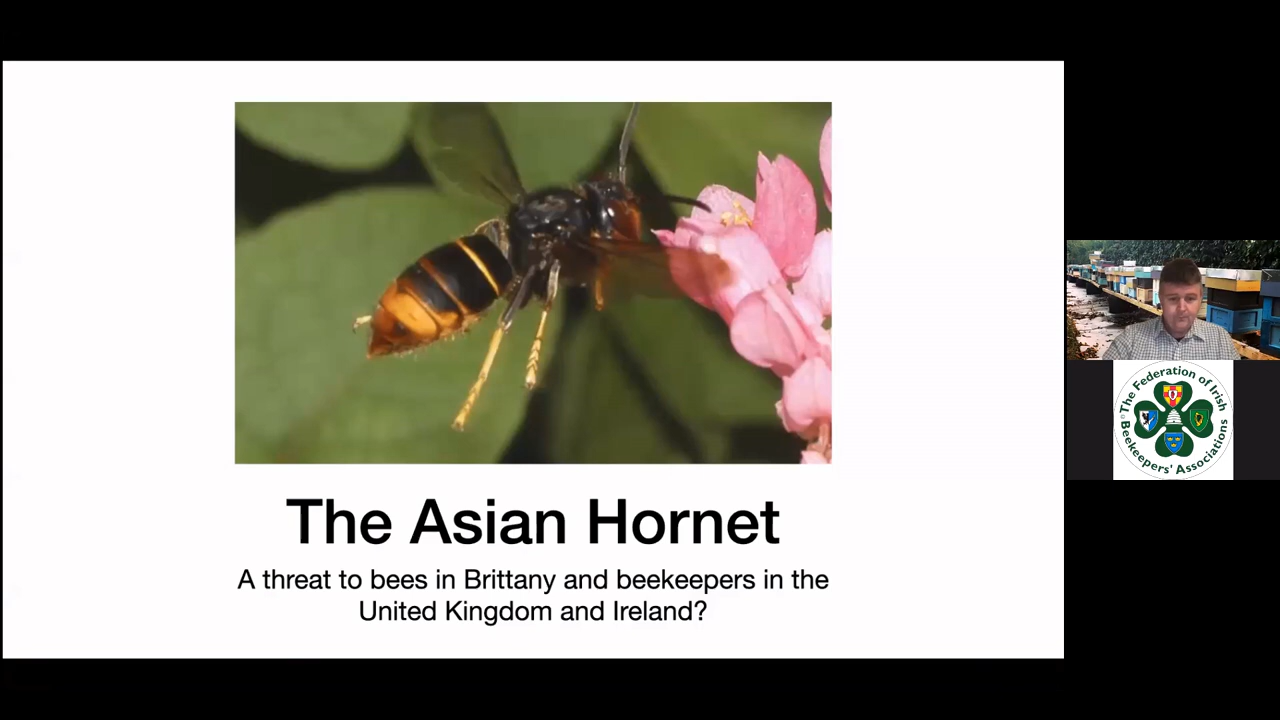 The Asian Hornet
A threat to bees in Brittany and beekeepers in the
United Kingdom and Ireland?
The Federation of Irish
Beekeepers' Associations